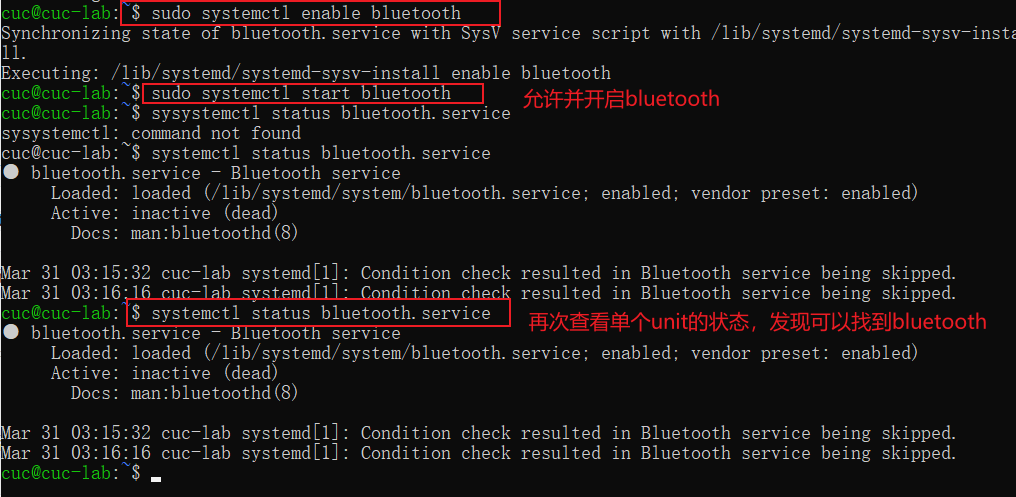 cuc@cuc-lab:~$ sudo systemctl enable bluetooth
Synchronizing state of bluetooth.service with SysV service script with /lib/systemd/systemd-sysv-insta
ll.
Executing: /lib/systemd/systemd-sysv-install enable bluetooth
cuc@cuc-lab:~$ sudo systemctl start bluetooth
允许并开启bluetooth
cuc@cuc-lab:~$ sysystemctl status bluetooth.service
sysystemctl: command not found
cuc@cuc-lab:~$ systemctl status bluetooth.service
● bluetooth.service - Bluetooth service
Loaded: loaded (/lib/systemd/system/bluetooth.service; enabled; vendor preset: enabled)
Active: inactive (dead)
Docs: man:bluetoothd(8)
Mar 31 03:15:32 cuc-lab systemd[1]: Condition check resulted in Bluetooth service being skipped.
Mar 31 03:16:16 cuc-lab systemd[1]: Condition check resulted in Bluetooth service being skipped.
cuc@cuc-lab:~$ systemctl status bluetooth.service
再次查看单个unit的状态，发现可以找到bluetooth
● bluetooth.service - Bluetooth service
Loaded: loaded (/lib/systemd/system/bluetooth.service; enabled; vendor preset: enabled)
Active: inactive (dead)
Docs: man:bluetoothd(8)
Mar 31 03:15:32 cuc-lab systemd[1]: Condition check resulted in Bluetooth service being skipped.
Mar 31 03:16:16 cuc-lab systemd[1]: Condition check resulted in Bluetooth service being skipped.
cuc@cuc-lab:~$